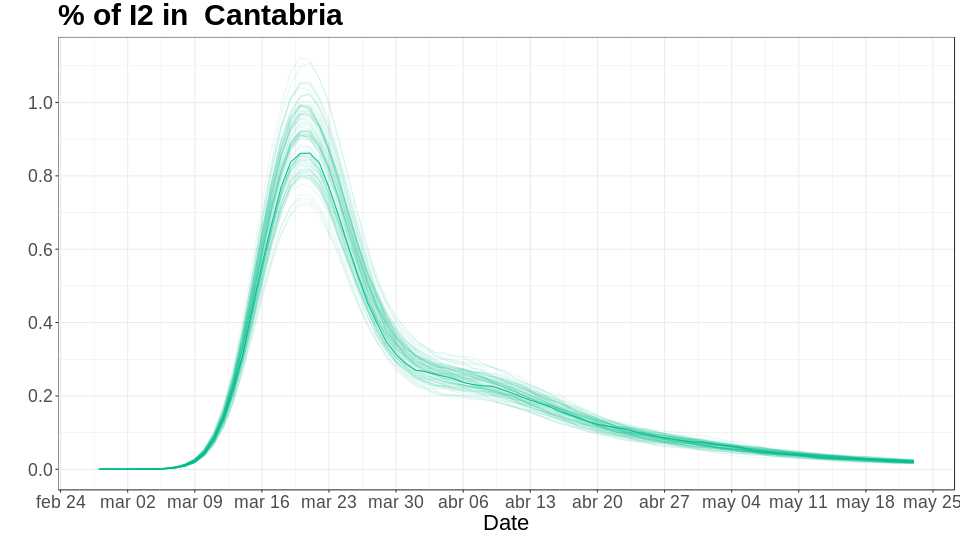 % of I2 in  Cantabria
1.0
0.8
0.6
0.4
0.2
0.0
feb 24 mar 02 mar 09 mar 16 mar 23 mar 30 abr 06 abr 13 abr 20 abr 27 may 04 may 11 may 18 may 25
Date